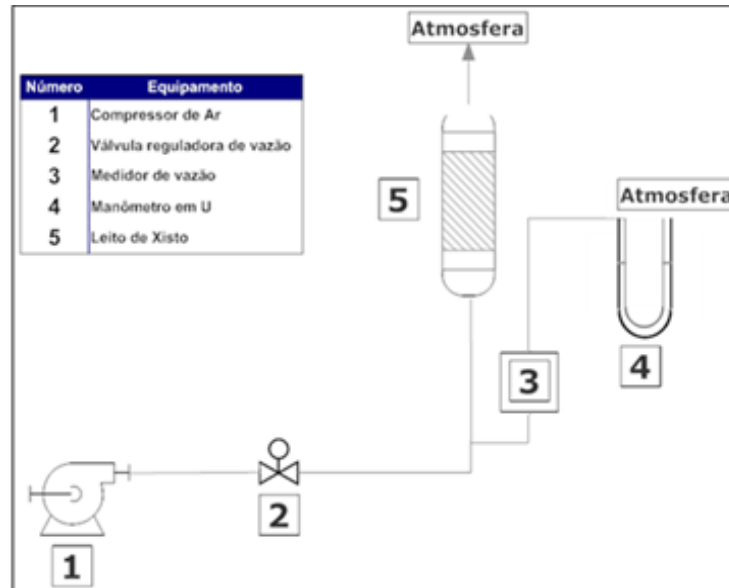 Atmosfera
Número Equipamento
1 Compressor de Ar
2 Válvula reguladora de vazão
3 Medidor de vazão
4 Manômetro em U
5 Leito de Xisto
5
Atmosfera
3
4
2
1